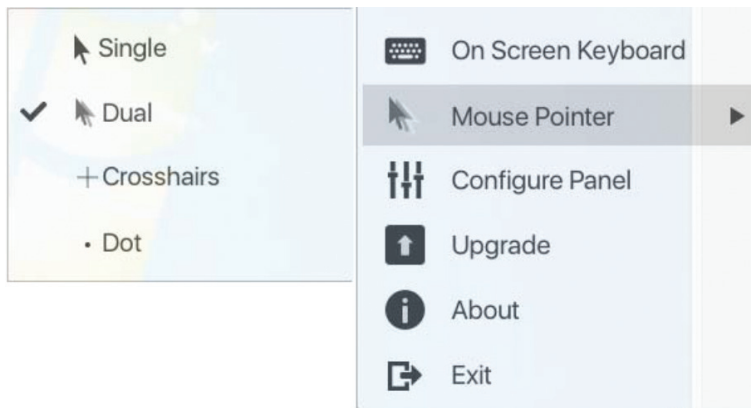 Single
Dual
Crosshairs
Dot
On Screen Keyboard
Mouse Pointer
Configure Panel
Upgrade
About
Exit